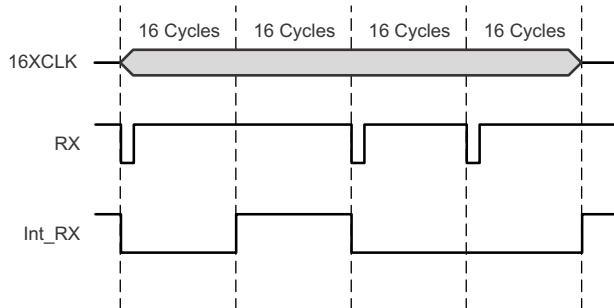 16 Cycles 16 Cycles 16 Cycles 16 Cycles
16XCLK
RX
Int_RX